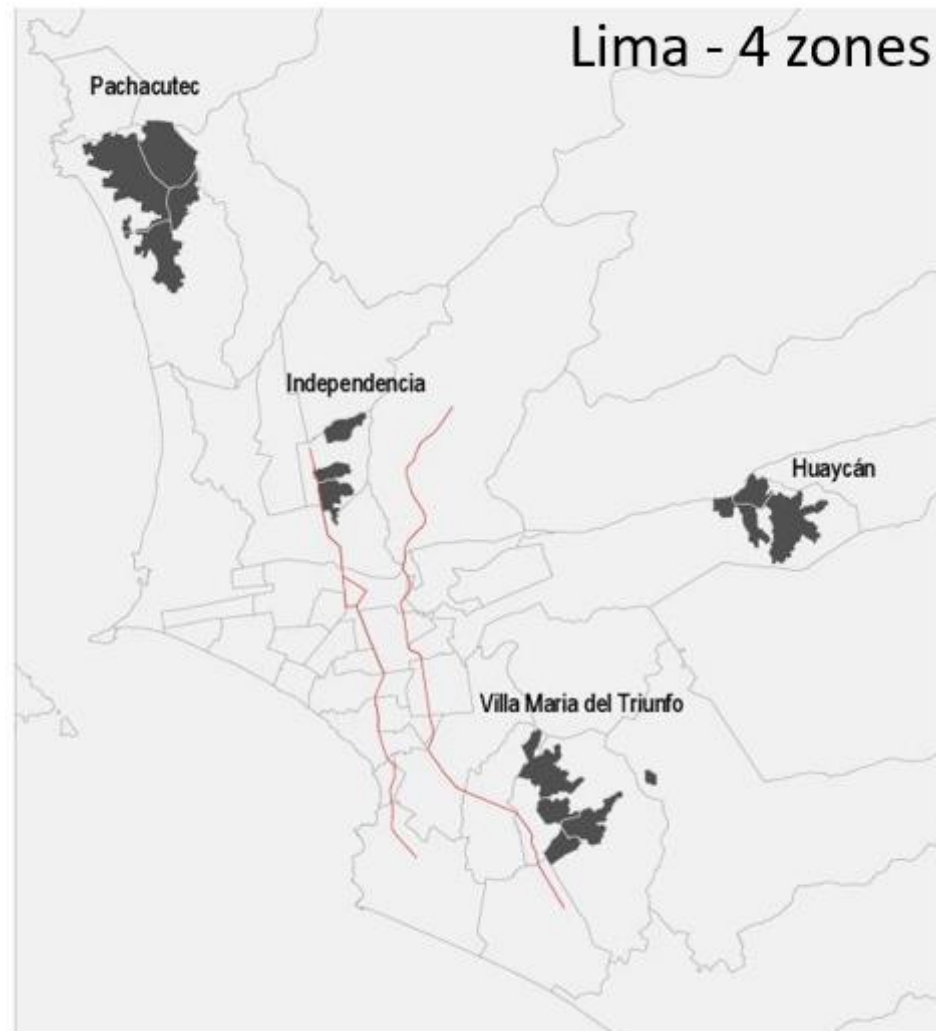 Lima - 4 zones
Pachacutec
Independencia
Huaycán
Villa Maria del Triunfo